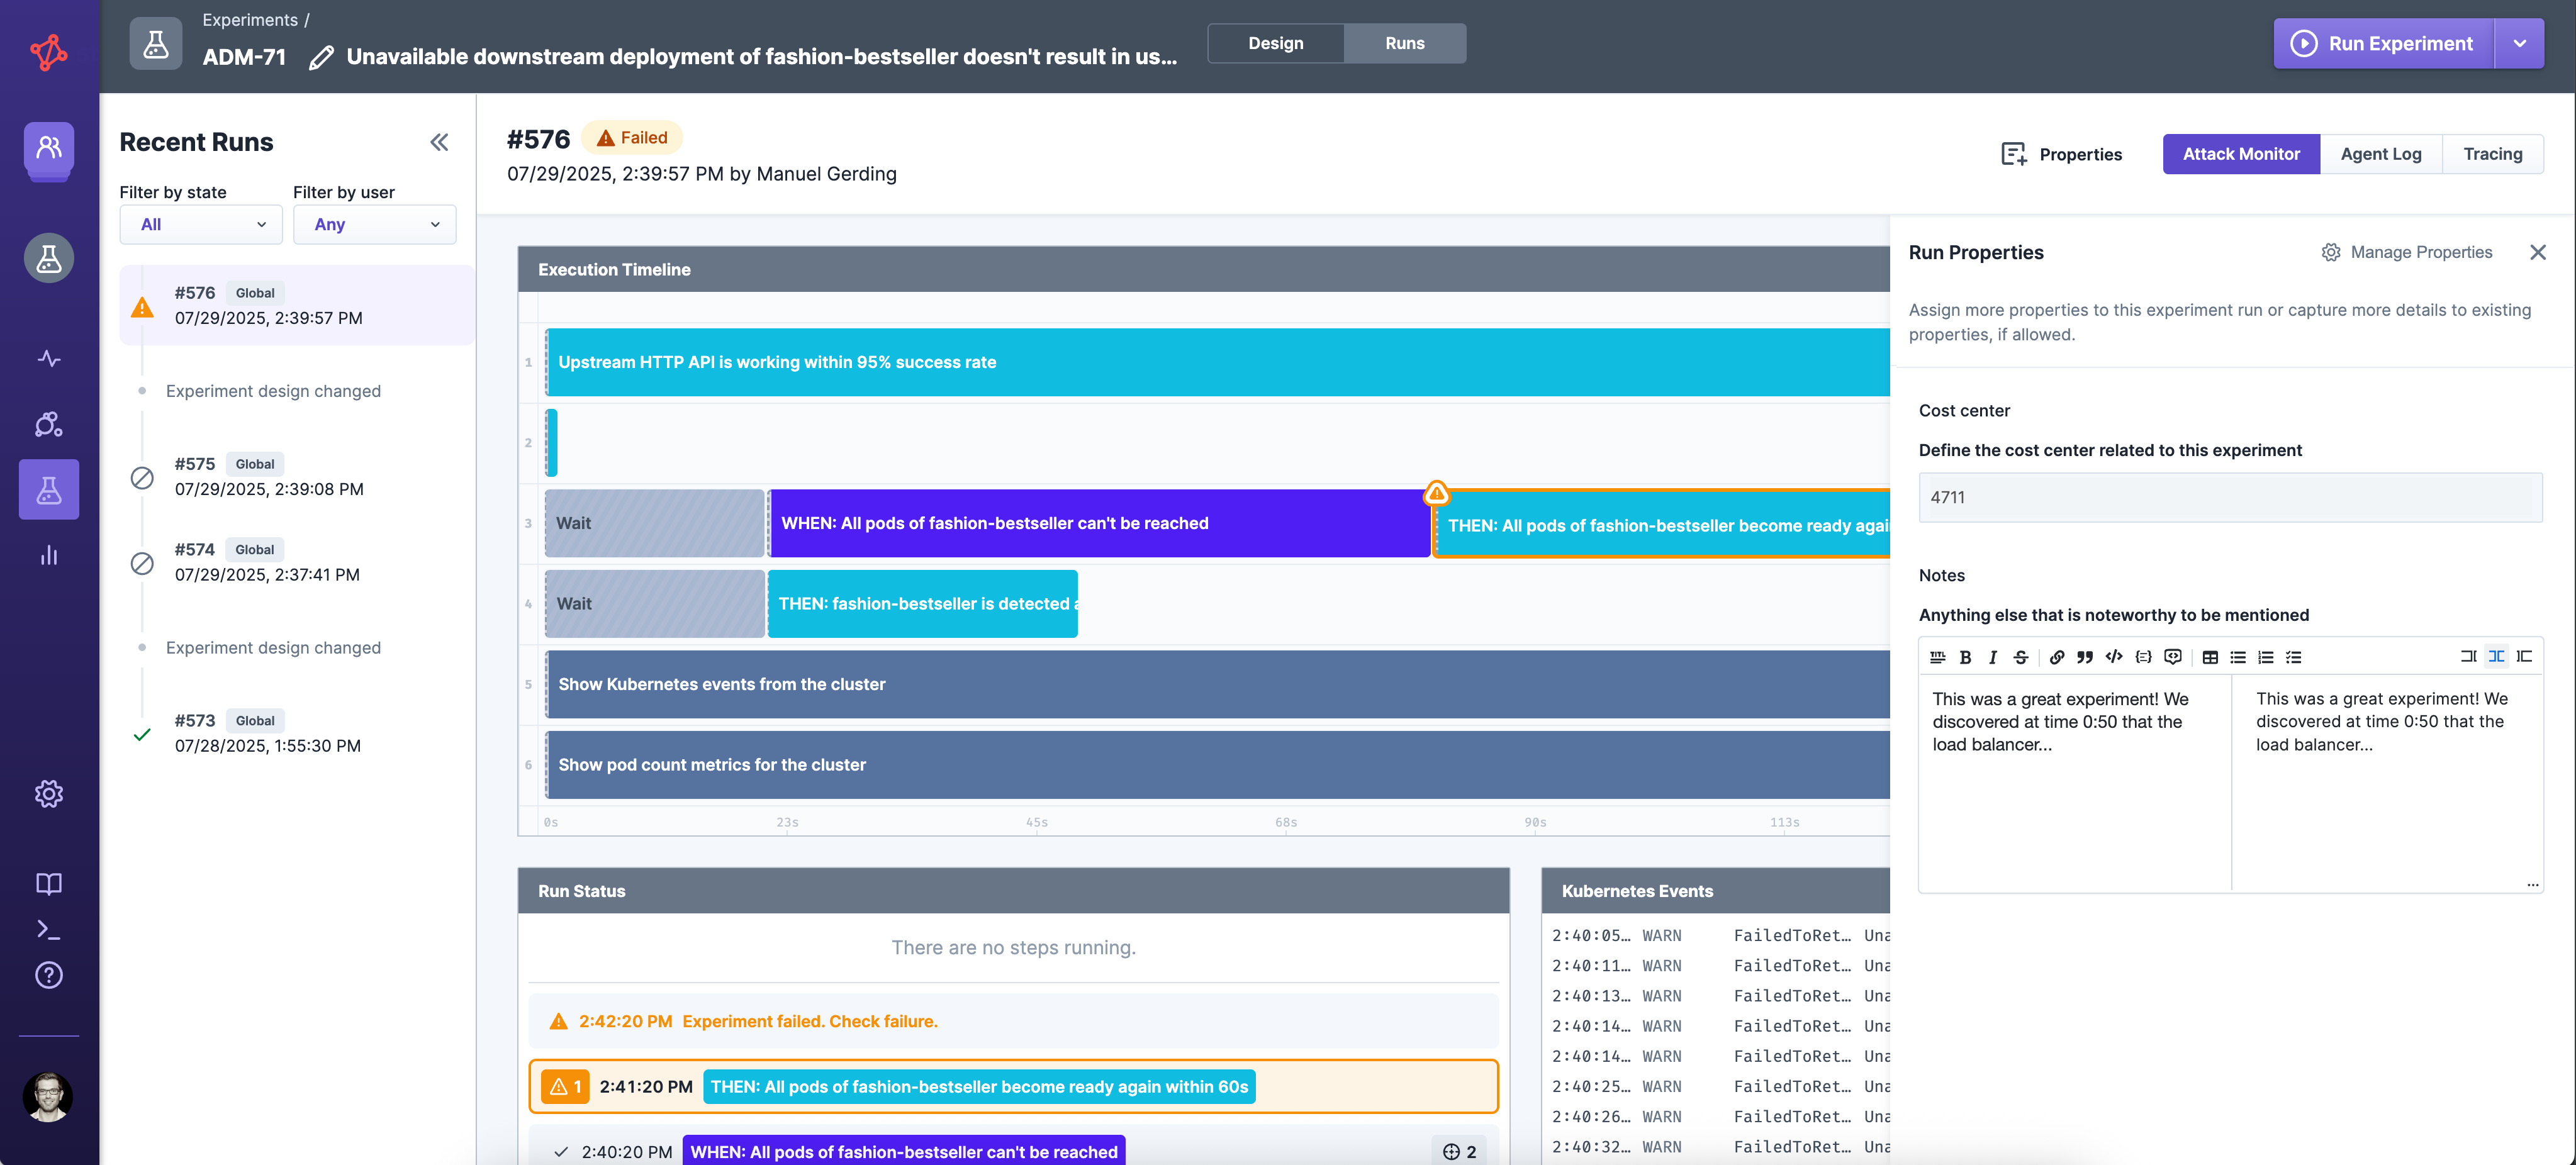 Experiments /
ADM-71 Unavailable downstream deployment of fashion-bestseller doesn't result in us...
Design
Runs
Run Experiment
Recent Runs
Filter by state
Filter by user
All
Any
#576 Global
07/29/2025, 2:39:57 PM
Experiment design changed
#575 Global
07/29/2025, 2:39:08 PM
#574 Global
07/29/2025, 2:37:41 PM
Experiment design changed
#573 Global
07/28/2025, 1:55:30 PM
#576 Failed
07/29/2025, 2:39:57 PM by Manuel Gerding
Properties
Attack Monitor
Agent Log
Tracing
Execution Timeline
1
Upstream HTTP API is working within 95% success rate
2
3
Wait
WHEN: All pods of fashion-bestseller can't be reached
THEN: All pods of fashion-bestseller become ready agai
4
Wait
THEN: fashion-bestseller is detected a
5
Show Kubernetes events from the cluster
6
Show pod count metrics for the cluster
0s 23s 45s 68s 90s 113s
Run Status
There are no steps running.
2:42:20 PM Experiment failed. Check failure.
1 2:41:20 PM THEN: All pods of fashion-bestseller become ready again within 60s
2:40:20 PM WHEN: All pods of fashion-bestseller can't be reached 2
Kubernetes Events
2:40:05... WARN FailedToRet... Una
2:40:11... WARN FailedToRet... Una
2:40:13... WARN FailedToRet... Una
2:40:14... WARN FailedToRet... Una
2:40:14... WARN FailedToRet... Una
2:40:25... WARN FailedToRet... Una
2:40:26... WARN FailedToRet... Una
2:40:32... WARN FailedToRet... Una
Run Properties
Manage Properties
Assign more properties to this experiment run or capture more details to existing
properties, if allowed.
Cost center
Define the cost center related to this experiment
4711
Notes
Anything else that is noteworthy to be mentioned
This was a great experiment! We
discovered at time 0:50 that the
load balancer...
This was a great experiment! We
discovered at time 0:50 that the
load balancer...